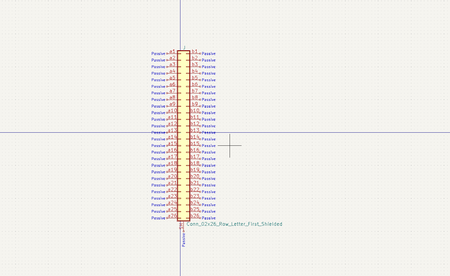 J
Passive a1 b1 Passive
Passive a2 b2 Passive
Passive a3 b3 Passive
Passive a4 b4 Passive
Passive a5 b5 Passive
Passive a6 b6 Passive
Passive a7 b7 Passive
Passive a8 b8 Passive
Passive a9 b9 Passive
Passive a10 b10 Passive
Passive a11 b11 Passive
Passive a12 b12 Passive
Passive a13 b13 Passive
Passive a14 b14 Passive
Passive a15 b15 Passive
Passive a16 b16 Passive
Passive a17 b17 Passive
Passive a18 b18 Passive
Passive a19 b19 Passive
Passive a20 b20 Passive
Passive a21 b21 Passive
Passive a22 b22 Passive
Passive a23 b23 Passive
Passive a24 b24 Passive
Passive a25 b25 Passive
Passive a26 b26 Passive
Conn_02x26_Row_Letter_First_Shielded
Passive